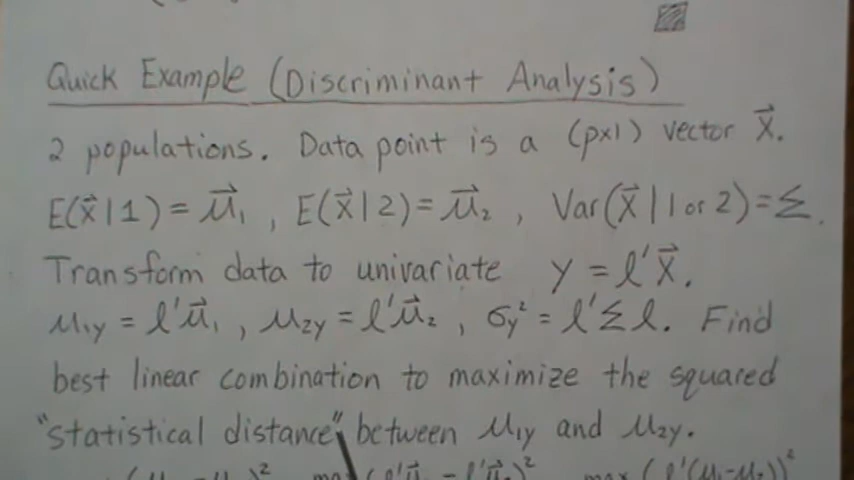 Quick Example (Discriminant Analysis)
2 populations. Data point is a (p×1) vector X⃗.
E(X⃗|1) = μ⃗₁, E(X⃗|2) = μ⃗₂, Var(X⃗|1 or 2) = Σ.
Transform data to univariate Y = l'X⃗.
μ₁Y = l'μ⃗₁, μ₂Y = l'μ⃗₂, σY² = l'Σl. Find
best linear combination to maximize the squared
"statistical distance" between μ₁Y and μ₂Y.